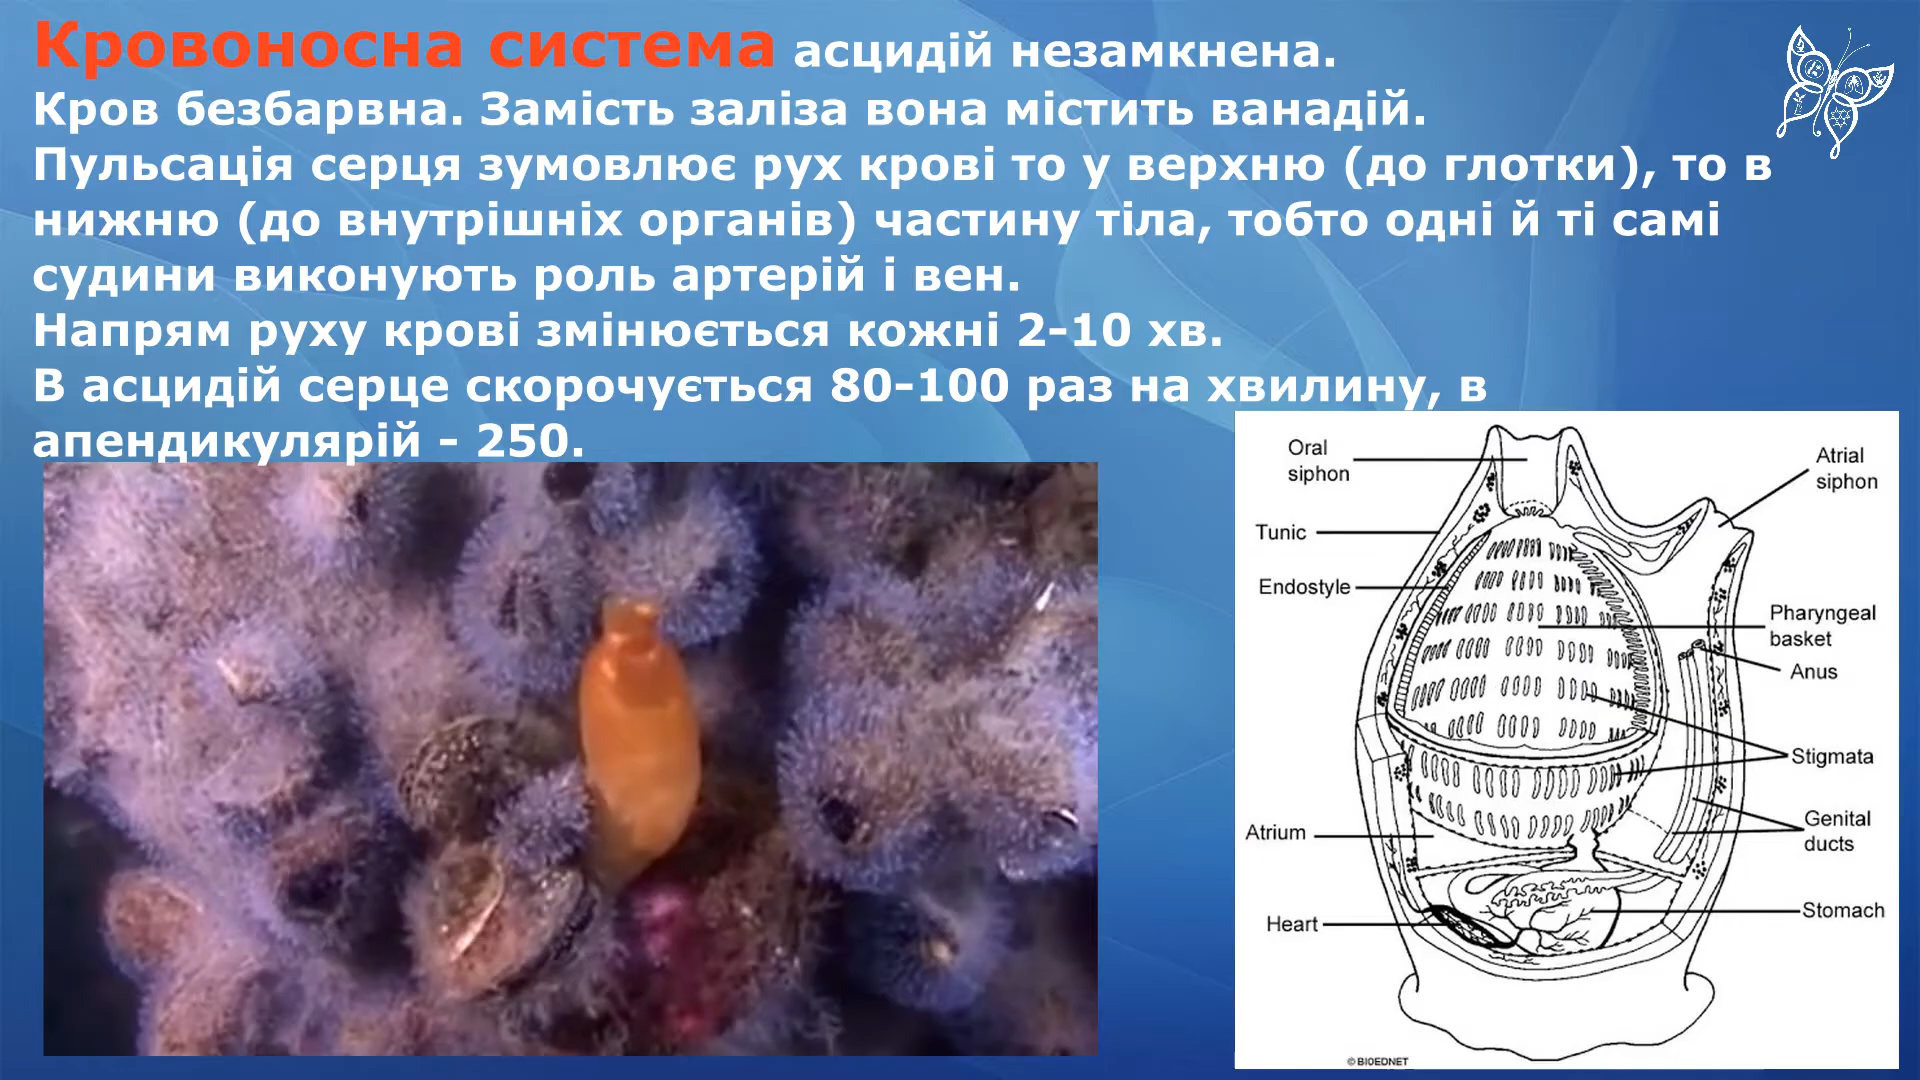 Кровоносна система асцидій незамкнена.
Кров безбарвна. Замість заліза вона містить ванадій.
Пульсація серця зумовлює рух крові то у верхню (до глотки), то в
нижню (до внутрішніх органів) частину тіла, тобто одні й ті самі
судини виконують роль артерій і вен.
Напрям руху крові змінюється кожні 2-10 хв.
В асцидій серце скорочується 80-100 раз на хвилину, в
апендикулярій - 250.
Oral
siphon
Atrial
siphon
Tunic
Endostyle
Pharyngeal
basket
Anus
Stigmata
Genital
ducts
Atrium
Stomach
Heart
© BIOEDNET